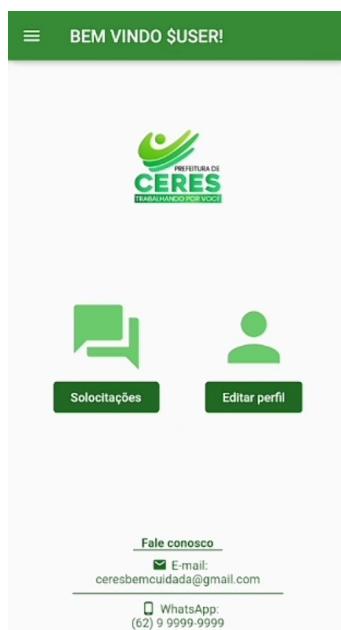 BEM VINDO $USER!
PREFEITURA DE
CERES
TRABALHANDO POR VOCÊ
Solocitações
Editar perfil
Fale conosco
E-mail:
ceresbemcuidada@gmail.com
WhatsApp:
(62) 9 9999-9999